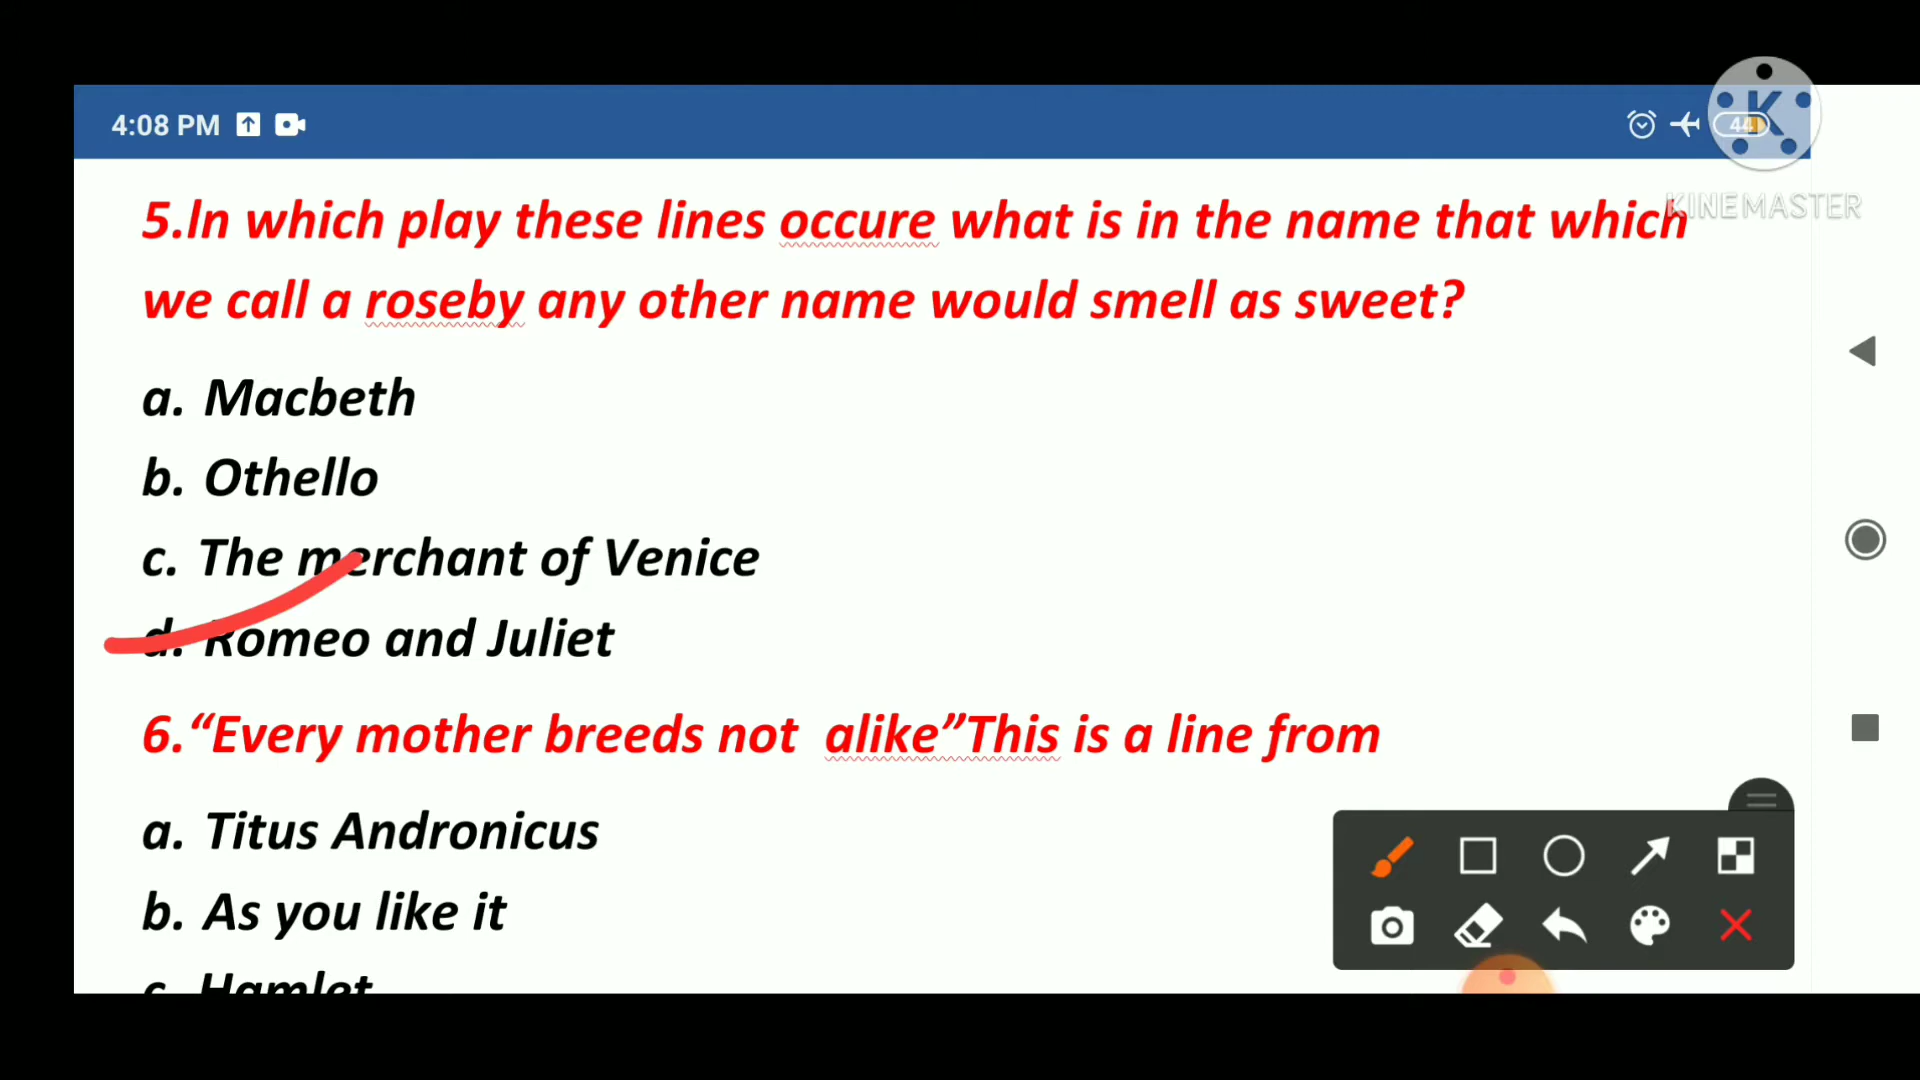 4:08 PM
44
KINEMASTER
5.In which play these lines occure what is in the name that which
we call a roseby any other name would smell as sweet?
a. Macbeth
b. Othello
c. The merchant of Venice
d. Romeo and Juliet
6.“Every mother breeds not alike”This is a line from
a. Titus Andronicus
b. As you like it
c. Hamlet